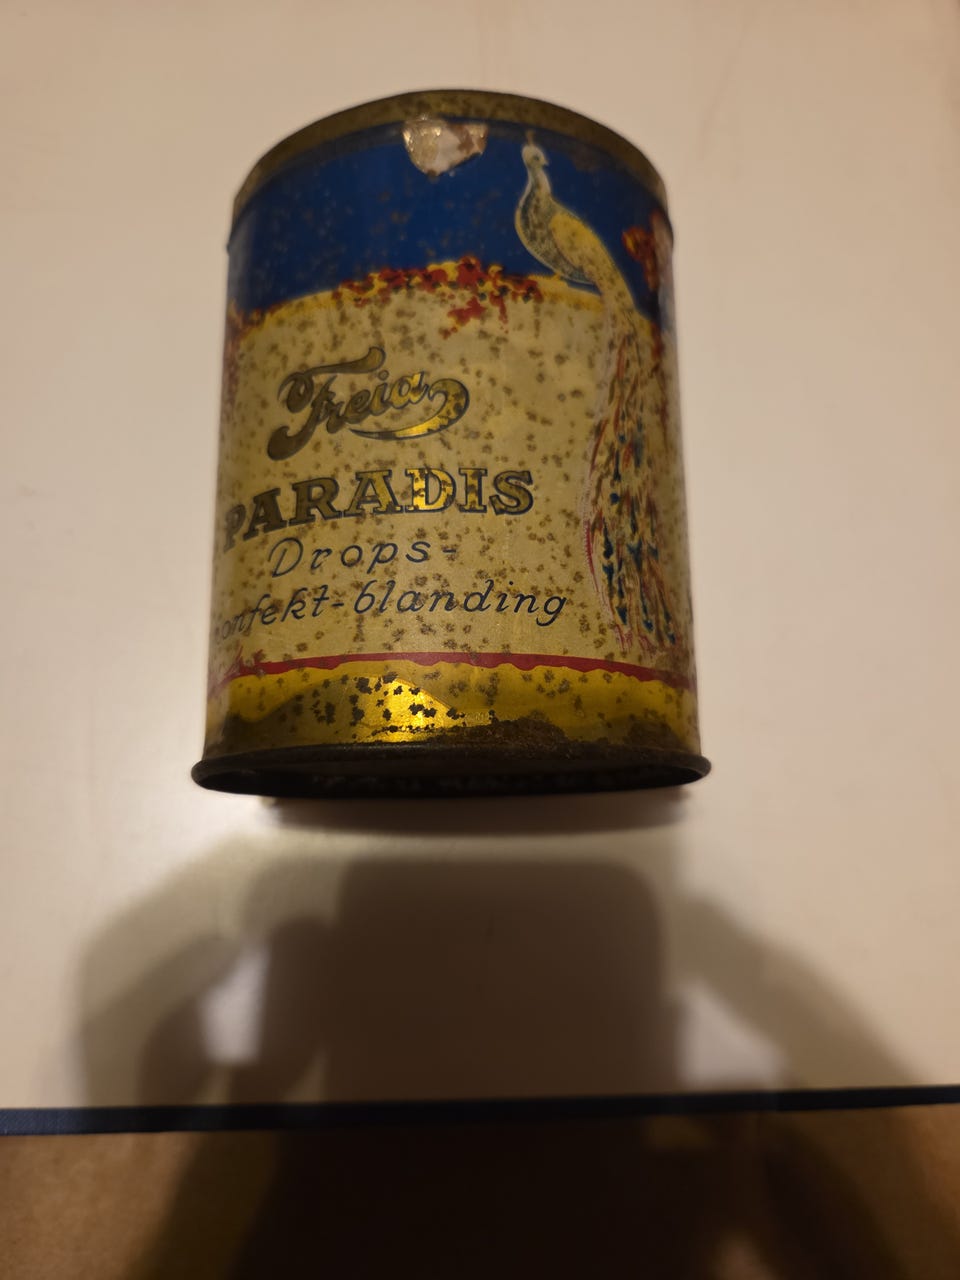 Freia
PARADIS
Drops-
onfekt-blanding